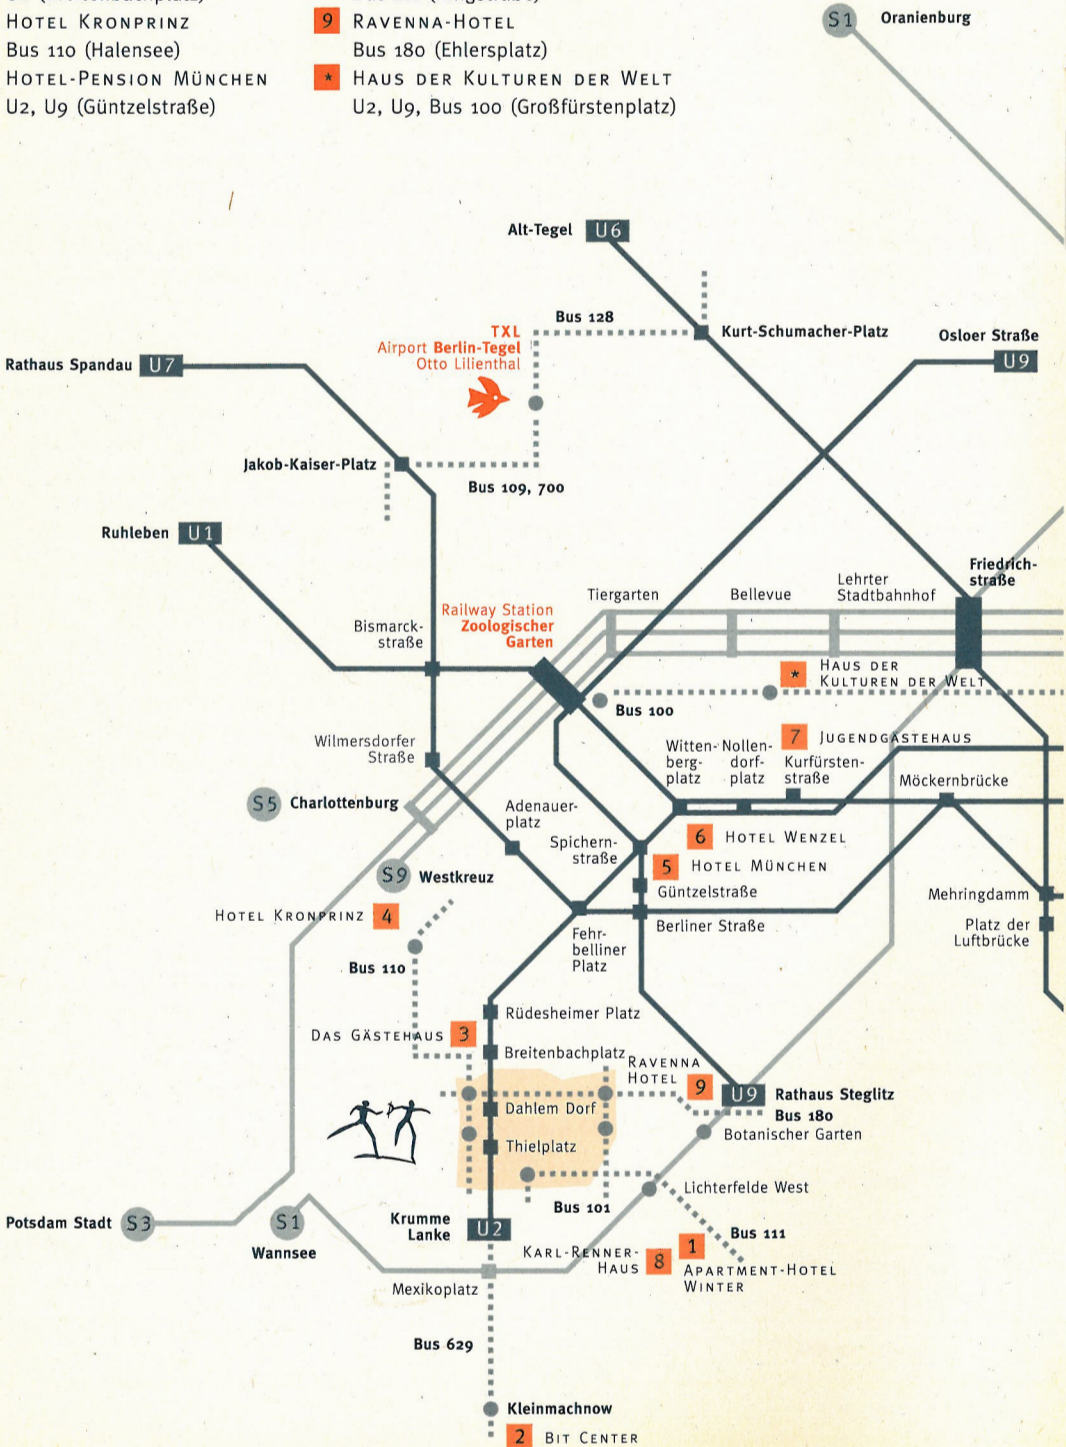 HOTEL KRONPRINZ
Bus 110 (Halensee)
HOTEL-PENSION MÜNCHEN
U2, U9 (Güntzelstraße)
9 RAVENNA-HOTEL
Bus 180 (Ehlersplatz)
* HAUS DER KULTUREN DER WELT
U2, U9, Bus 100 (Großfürstenplatz)
S1 Oranienburg
Alt-Tegel U6
Bus 128
TXL
Airport Berlin-Tegel
Otto Lilienthal
Kurt-Schumacher-Platz
Osloer Straße
U9
Rathaus Spandau U7
Jakob-Kaiser-Platz
Bus 109, 700
Ruhleben U1
Friedrich-
straße
Tiergarten
Bellevue
Lehrter
Stadtbahnhof
Railway Station
Zoologischer
Garten
Bismarck-
straße
* HAUS DER
KULTUREN DER WELT
Bus 100
7 JUGENDGÄSTEHAUS
Wilmersdorfer
Straße
Witten-
berg-
platz
Nollen-
dorf-
platz
Kurfürsten-
straße
Möckernbrücke
S5 Charlottenburg
Adenauer-
platz
Spichern-
straße
6 HOTEL WENZEL
5 HOTEL MÜNCHEN
S9 Westkreuz
Güntzelstraße
Mehringdamm
HOTEL KRONPRINZ 4
Berliner Straße
Platz der
Luftbrücke
Fehr-
belliner
Platz
Bus 110
Rüdesheimer Platz
DAS GÄSTEHAUS 3
Breitenbachplatz
RAVENNA
HOTEL 9
U9 Rathaus Steglitz
Bus 180
Dahlem Dorf
Botanischer Garten
Thielplatz
Lichterfelde West
Bus 101
Potsdam Stadt S3
S1
Wannsee
Krumme
Lanke
U2
Bus 111
KARL-RENNER-
HAUS 8
1
APARTMENT-HOTEL
WINTER
Mexikoplatz
Bus 629
Kleinmachnow
2 BIT CENTER